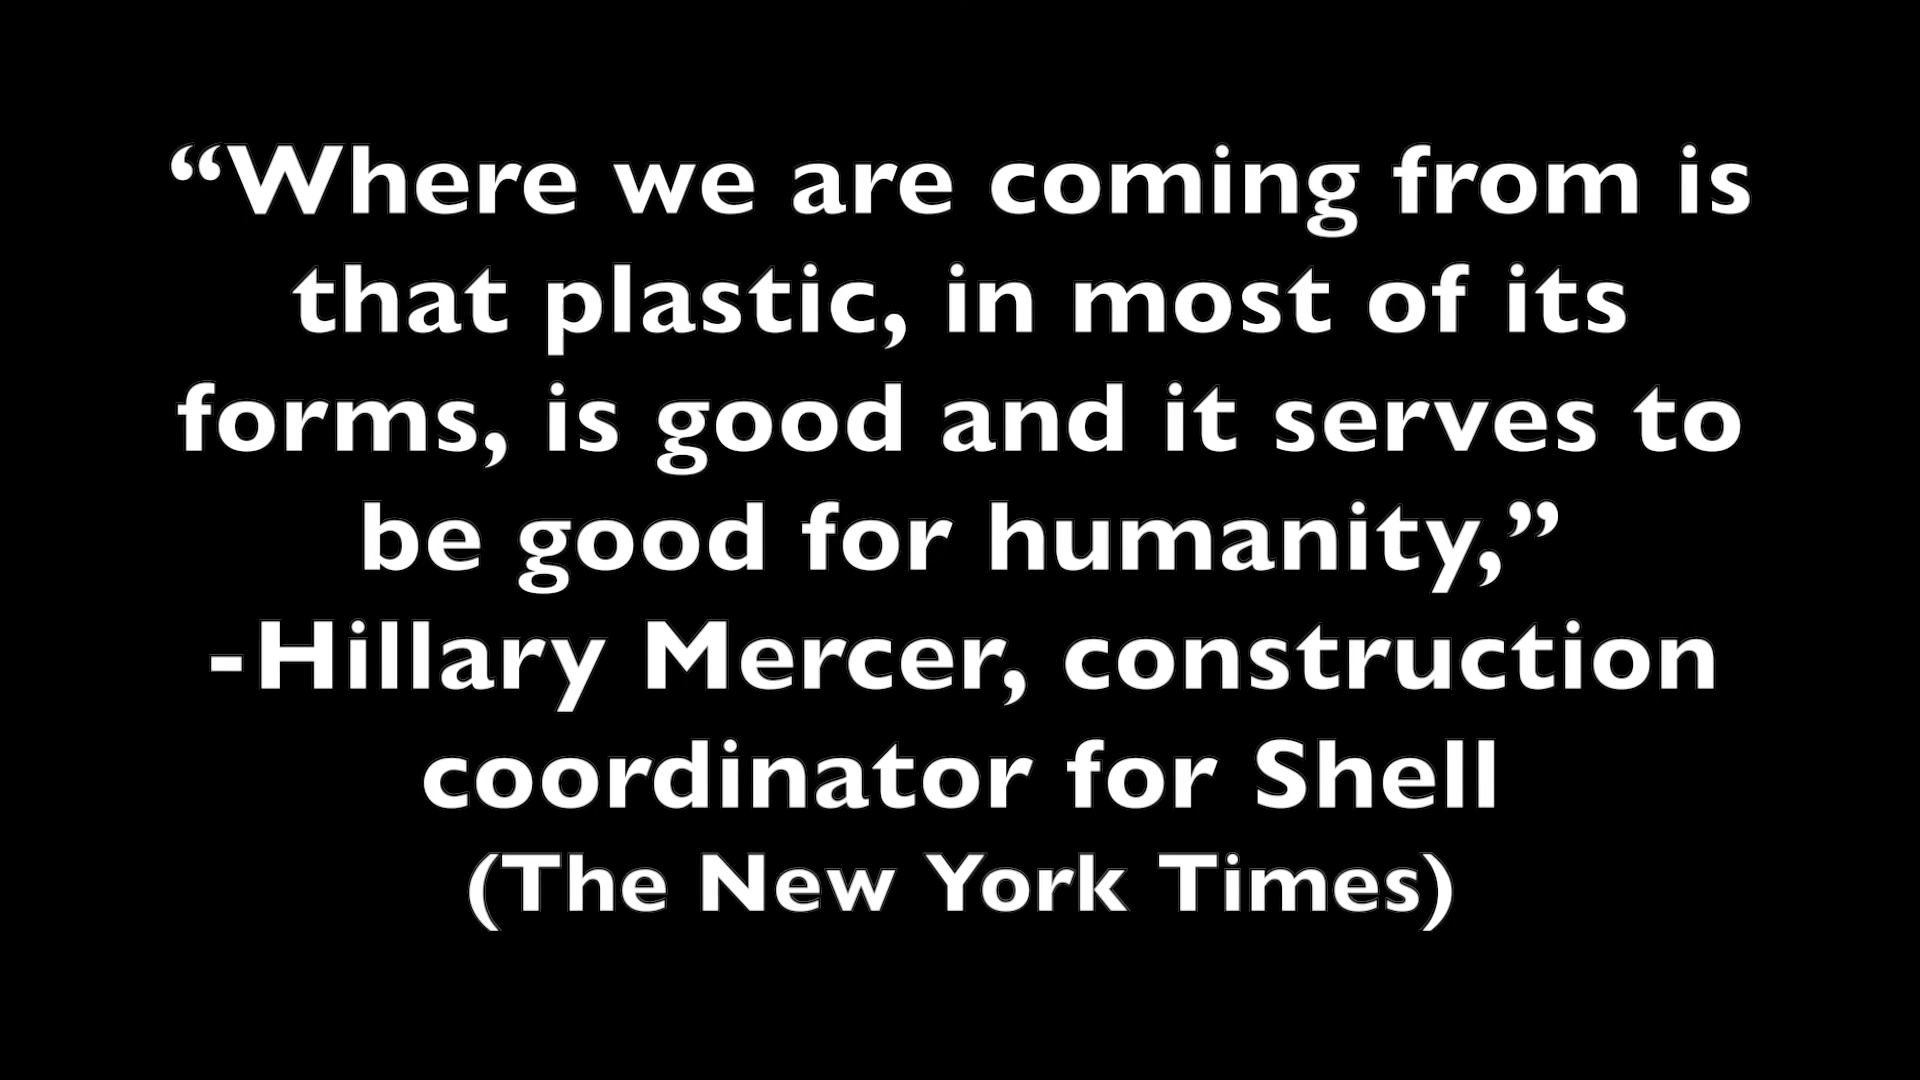 “Where we are coming from is
that plastic, in most of its
forms, is good and it serves to
be good for humanity,”
-Hillary Mercer, construction
coordinator for Shell
(The New York Times)